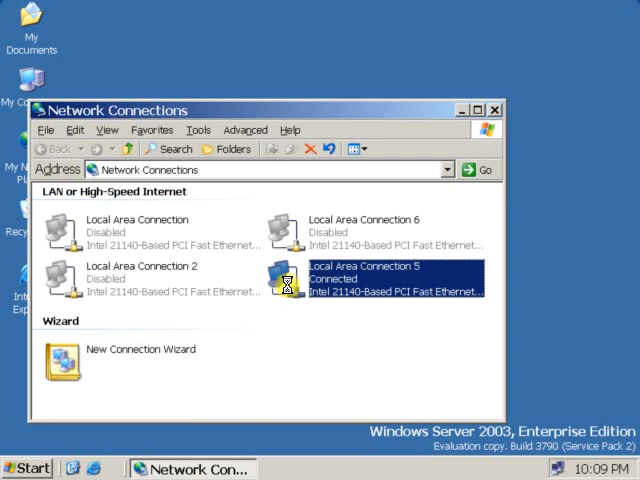 My
Documents
My Co
My N
Pla
Recy
Inte
Exp
Network Connections
File Edit View Favorites Tools Advanced Help
Back Search Folders
Address Network Connections Go
LAN or High-Speed Internet
Local Area Connection
Disabled
Intel 21140-Based PCI Fast Ethernet...
Local Area Connection 6
Disabled
Intel 21140-Based PCI Fast Ethernet...
Local Area Connection 2
Disabled
Intel 21140-Based PCI Fast Ethernet...
Local Area Connection 5
Connected
Intel 21140-Based PCI Fast Ethernet...
Wizard
New Connection Wizard
Windows Server 2003, Enterprise Edition
Evaluation copy. Build 3790 (Service Pack 2)
Start Network Con... 10:09 PM